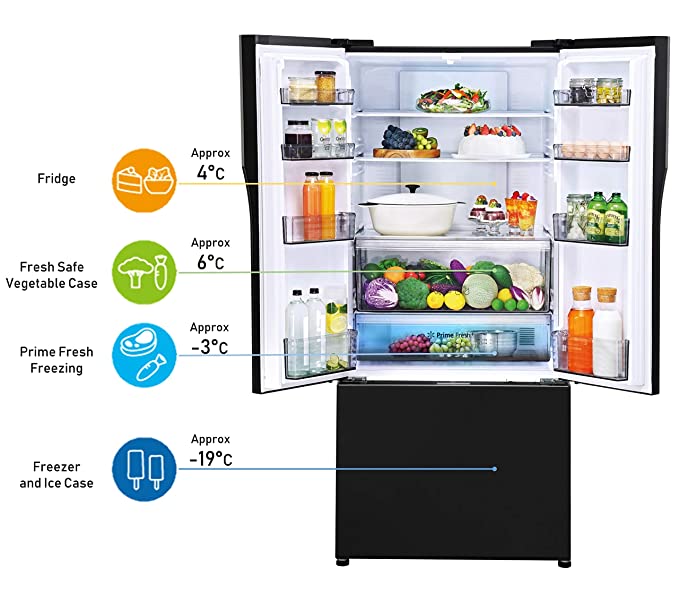 Fridge
Approx
4°C
Fresh Safe
Vegetable Case
Approx
6°C
Prime Fresh
Freezing
Approx
-3°C
Prime Fresh
Freezer
and Ice Case
Approx
-19°C